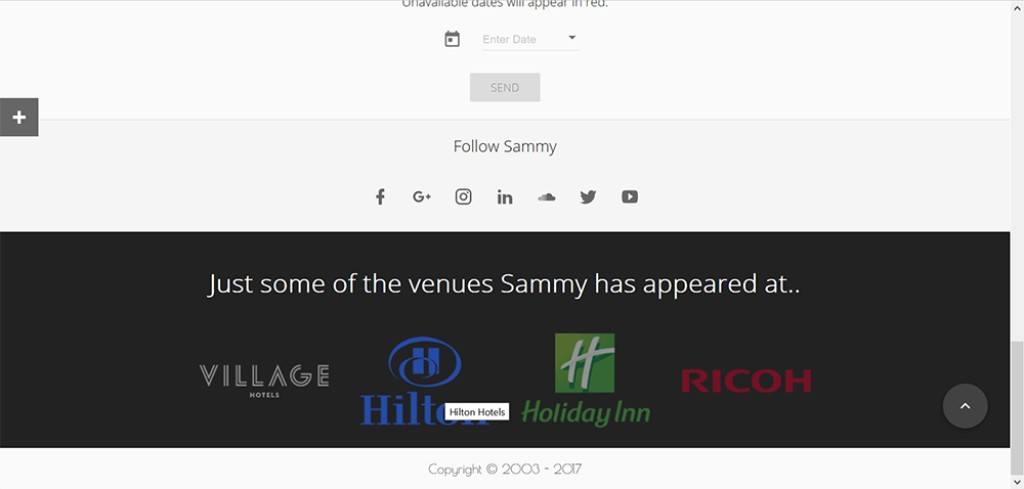 Unavailable dates will appear in red.
Enter Date
SEND
+
Follow Sammy
f G+ in
Just some of the venues Sammy has appeared at..
VILLAGE
HOTELS
H
Hilton
Hilton Hotels
H
Holiday Inn
RICOH
Copyright © 2003 - 2017